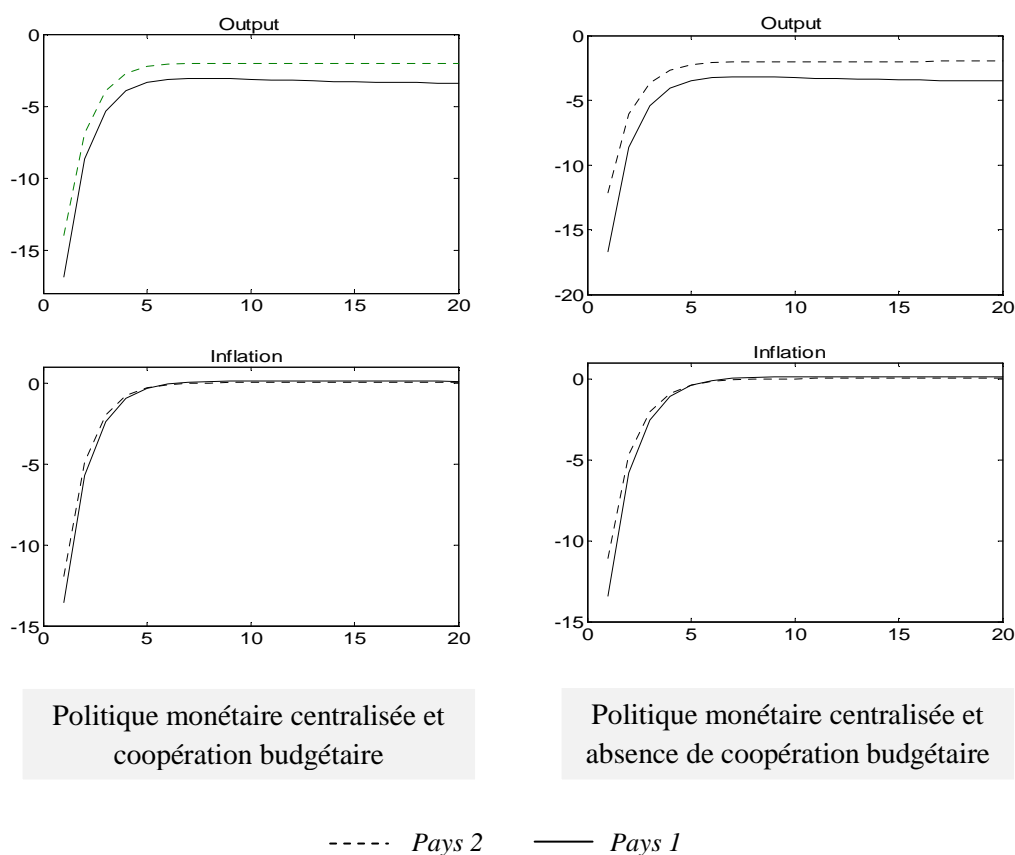 Output
0
-5
-10
-15
0 5 10 15 20
Output
0
-5
-10
-15
-20
0 5 10 15 20
Inflation
0
-5
-10
-15
0 5 10 15 20
Inflation
0
-5
-10
-15
0 5 10 15 20
Politique monétaire centralisée et
coopération budgétaire
Politique monétaire centralisée et
absence de coopération budgétaire
Pays 2 Pays 1